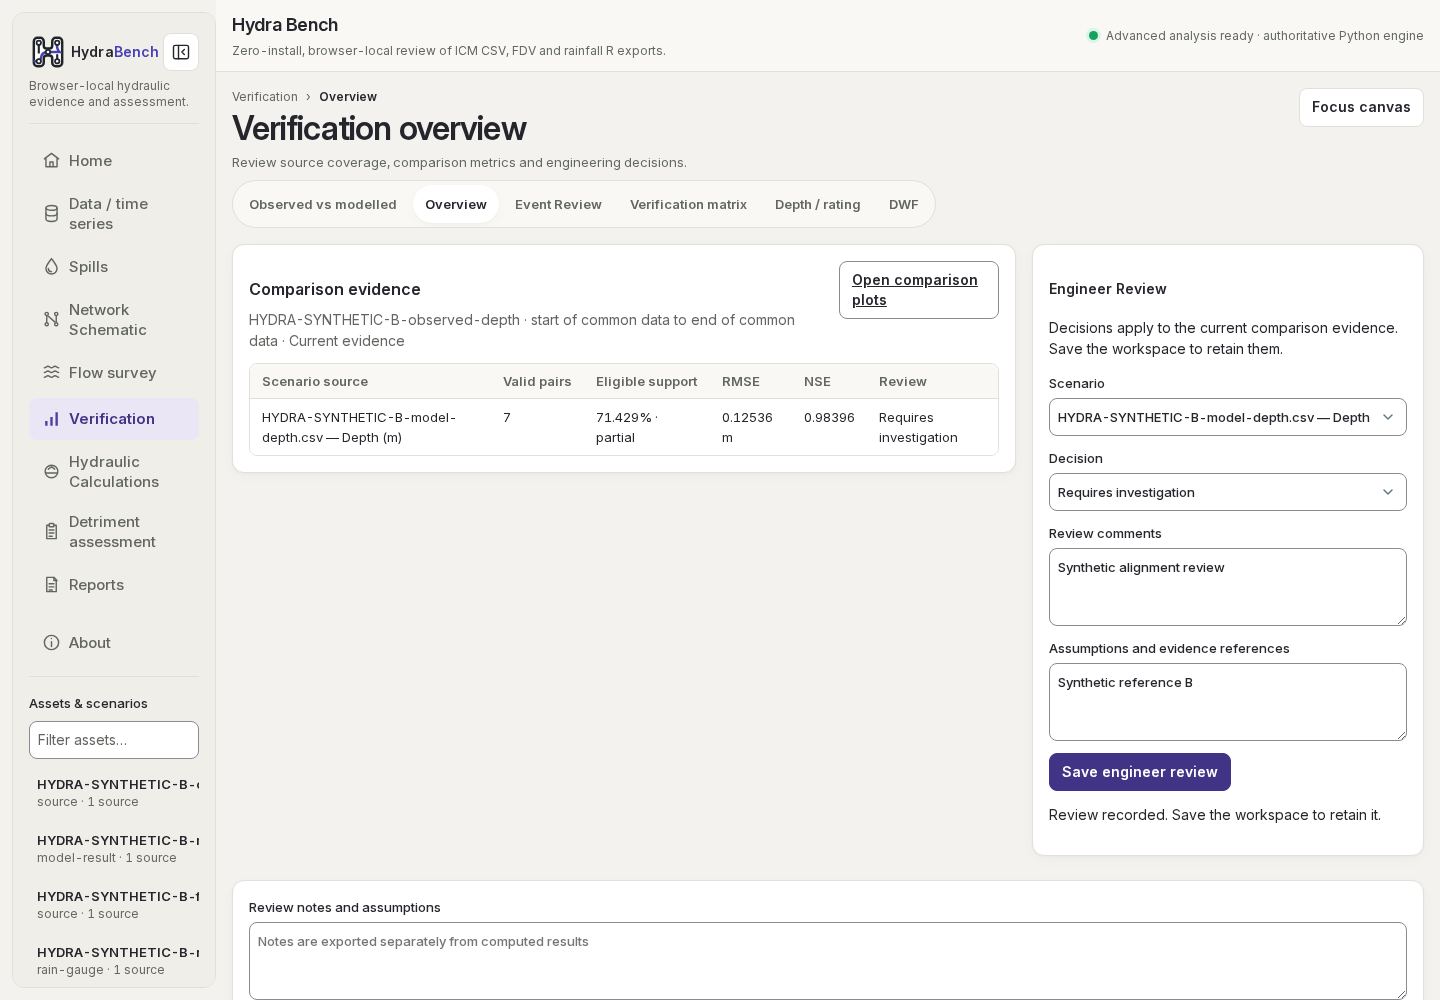 HydraBench
Browser-local hydraulic
evidence and assessment.
Home
Data / time
series
Spills
Network
Schematic
Flow survey
Verification
Hydraulic
Calculations
Detriment
assessment
Reports
About
Assets & scenarios
Filter assets...
HYDRA-SYNTHETIC-B-
source · 1 source
HYDRA-SYNTHETIC-B-
model-result · 1 source
HYDRA-SYNTHETIC-B-
source · 1 source
HYDRA-SYNTHETIC-B-
rain-gauge · 1 source
Hydra Bench
Zero-install, browser-local review of ICM CSV, FDV and rainfall R exports.
Advanced analysis ready · authoritative Python engine
Verification › Overview
Verification overview
Review source coverage, comparison metrics and engineering decisions.
Focus canvas
Observed vs modelled Overview Event Review Verification matrix Depth / rating DWF
Comparison evidence
HYDRA-SYNTHETIC-B-observed-depth · start of common data to end of common
data · Current evidence
Open comparison
plots
Scenario source Valid pairs Eligible support RMSE NSE Review
HYDRA-SYNTHETIC-B-model- 7 71.429% · 0.12536 0.98396 Requires
depth.csv — Depth (m) partial m investigation
Engineer Review
Decisions apply to the current comparison evidence.
Save the workspace to retain them.
Scenario
HYDRA-SYNTHETIC-B-model-depth.csv — Depth
Decision
Requires investigation
Review comments
Synthetic alignment review
Assumptions and evidence references
Synthetic reference B
Save engineer review
Review recorded. Save the workspace to retain it.
Review notes and assumptions
Notes are exported separately from computed results